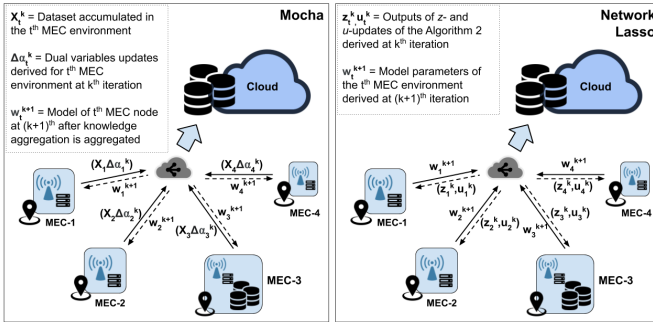 X_t^k = Dataset accumulated in
the t^th MEC environment
Δα_t^k = Dual variables updates
derived for t^th MEC
environment at k^th iteration
w_t^k+1 = Model of t^th MEC node
at (k+1)^th after knowledge
aggregation is aggregated
Mocha
Cloud
(X_1Δα_1^k)
w_1^k+1
MEC-1
(X_2Δα_2^k)
w_2^k+1
MEC-2
(X_3Δα_3^k)
w_3^k+1
MEC-3
(X_4Δα_4^k)
w_4^k+1
MEC-4
z_t^k,u_t^k = Outputs of z- and
u-updates of the Algorithm 2
derived at k^th iteration
w_t^k+1 = Model parameters of
the t^th MEC environment
derived at (k+1)^th iteration
Network
Lasso
Cloud
w_1^k+1
(z_1^k,u_1^k)
MEC-1
w_2^k+1
(z_2^k,u_2^k)
MEC-2
(z_3^k,u_3^k)
w_3^k+1
MEC-3
w_4^k+1
(z_4^k,u_4^k)
MEC-4